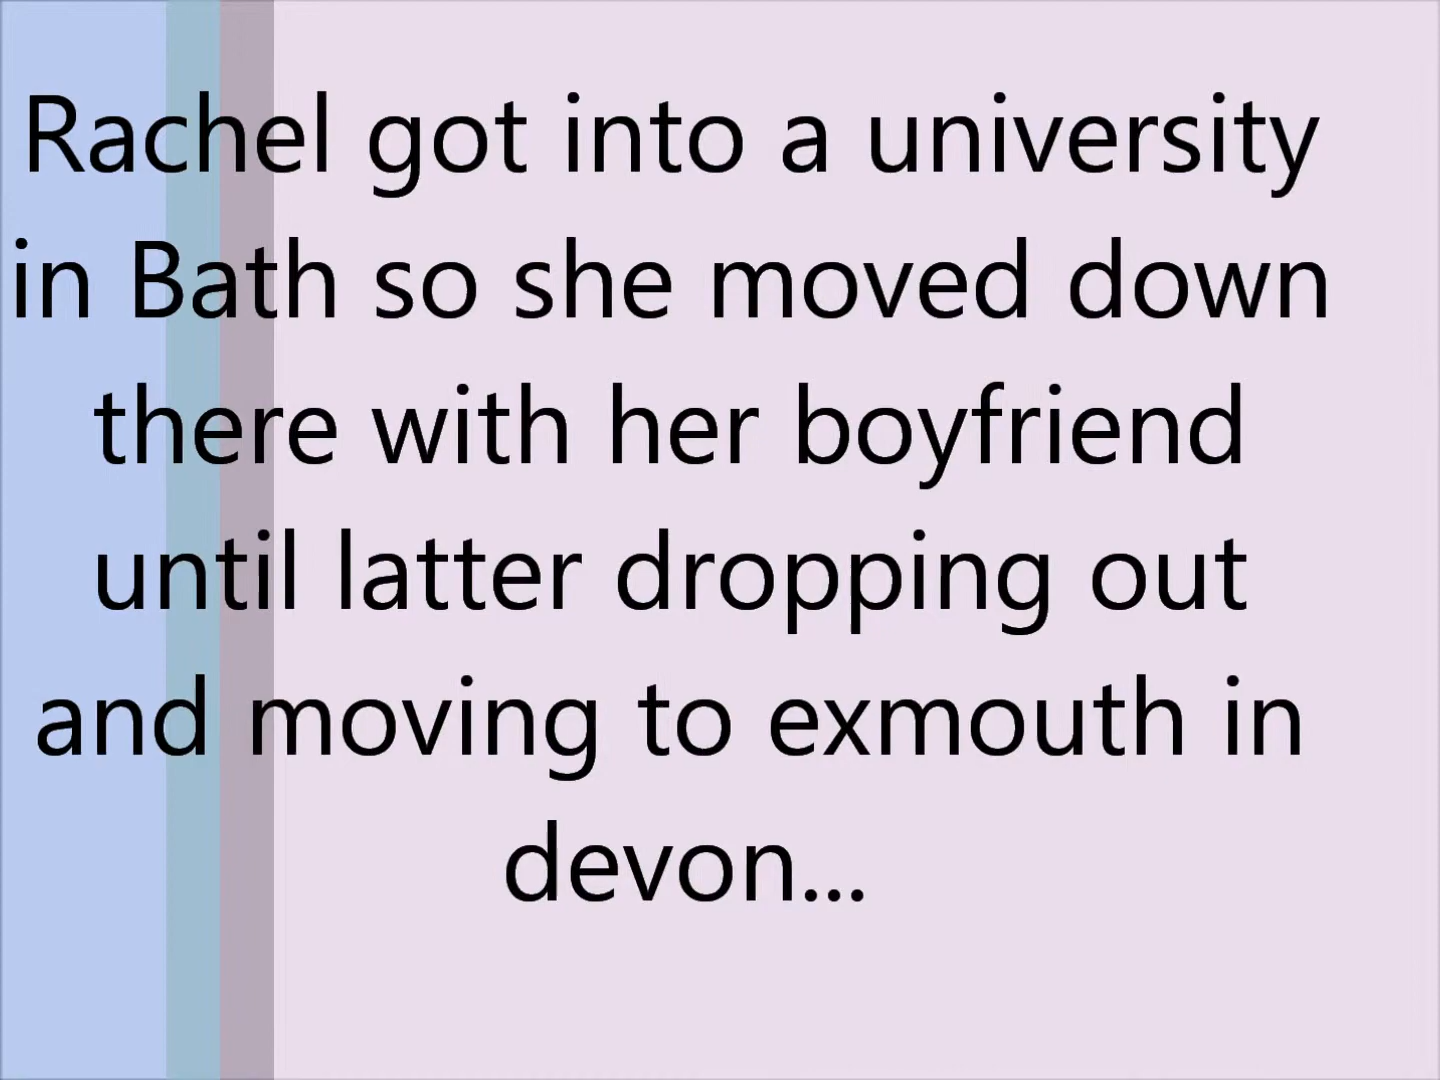 Rachel got into a university
in Bath so she moved down
there with her boyfriend
until latter dropping out
and moving to exmouth in
devon...